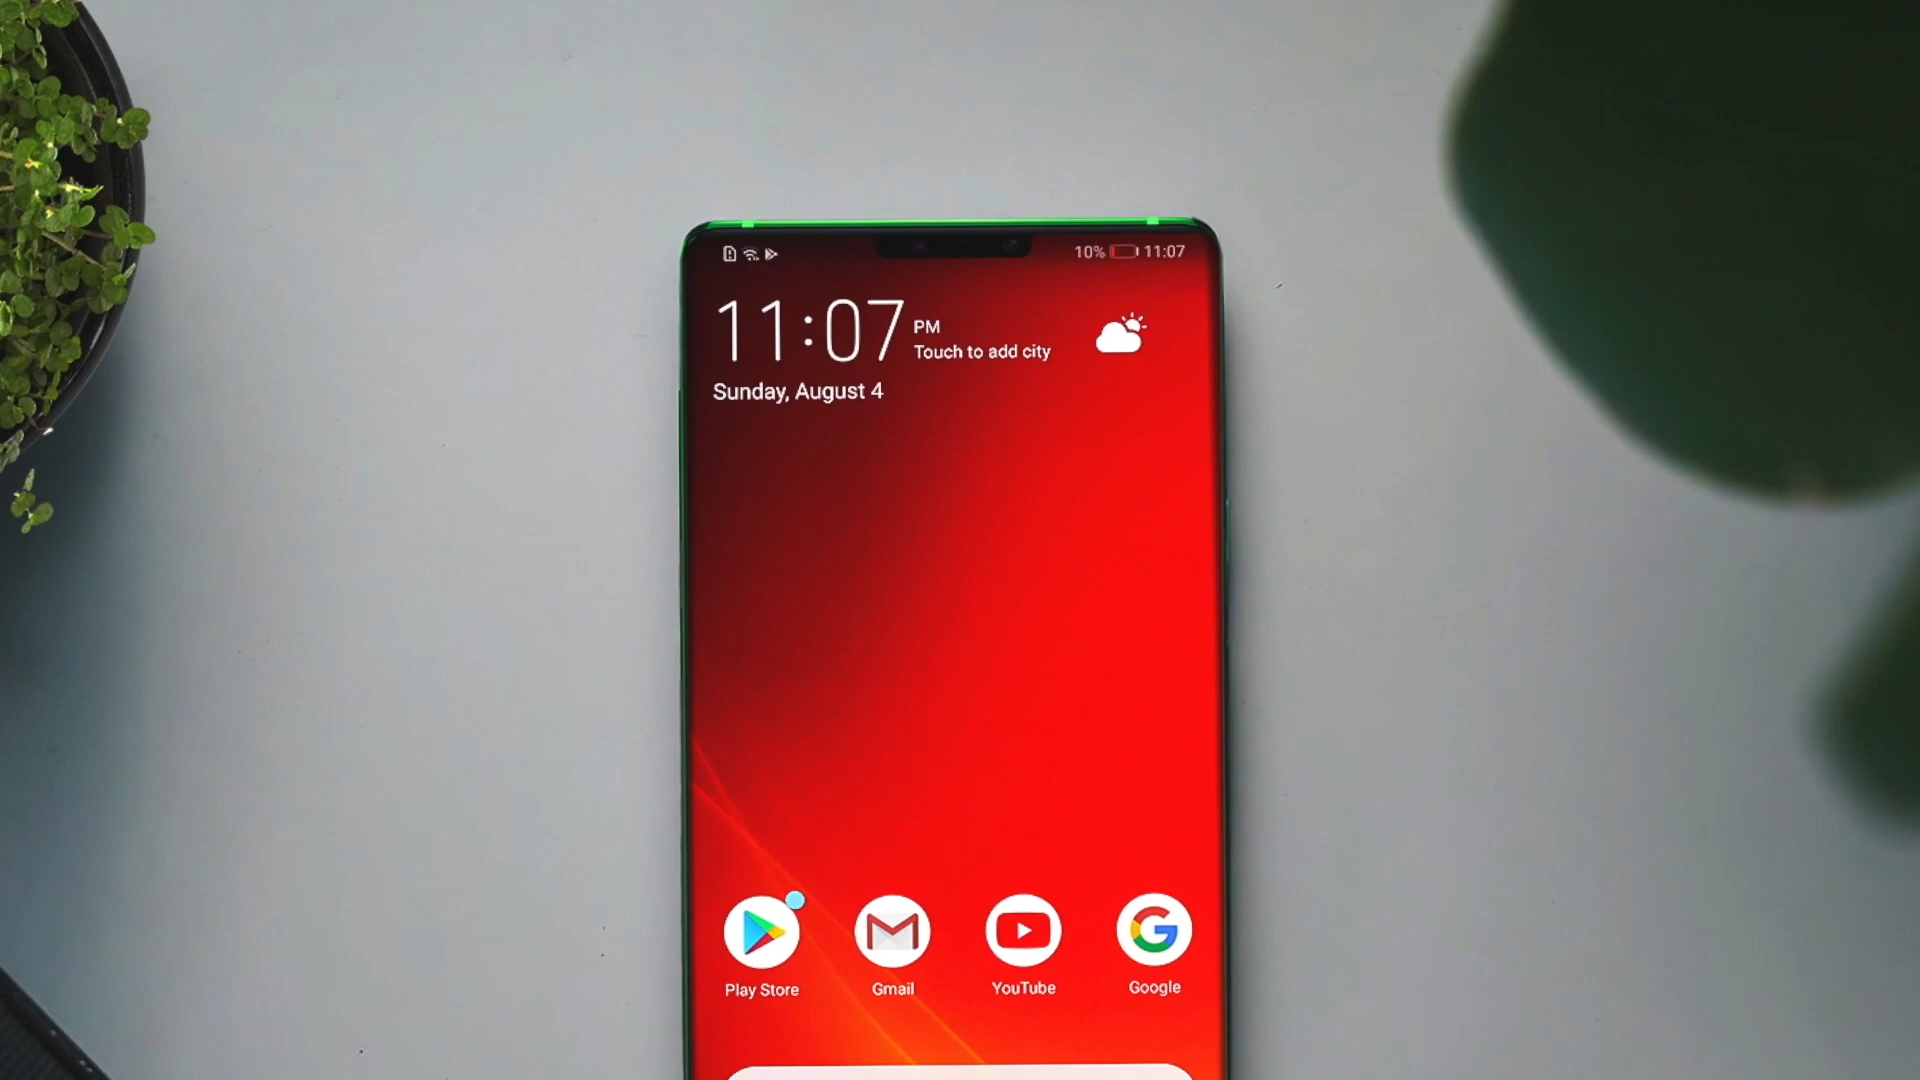 10% 11:07
11:07 PM
Touch to add city
Sunday, August 4
Play Store
Gmail
YouTube
Google